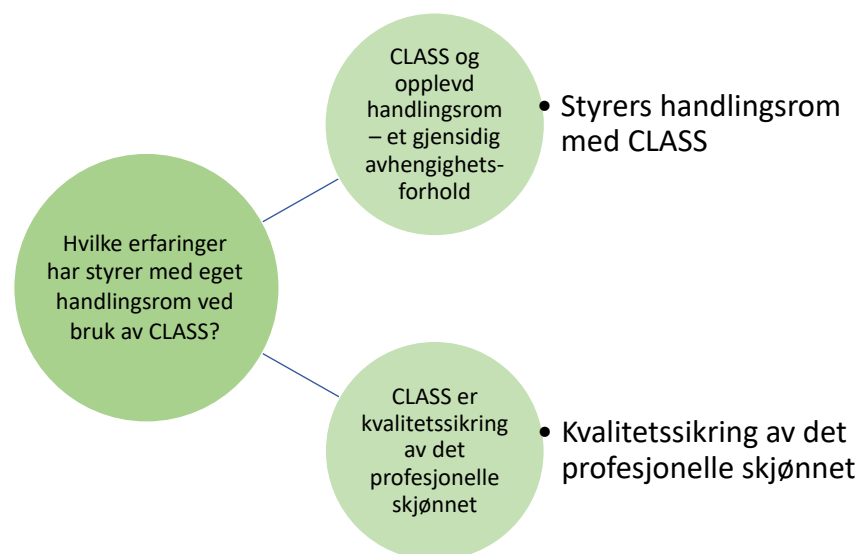 Hvilke erfaringer
har styrer med eget
handlingsrom ved
bruk av CLASS?
CLASS og
opplevd
handlingsrom
– et gjensidig
avhengighets-
forhold
• Styrers handlingsrom
med CLASS
CLASS er
kvalitetssikring
av det
profesjonelle
skjønnet
• Kvalitetssikring av det
profesjonelle skjønnet